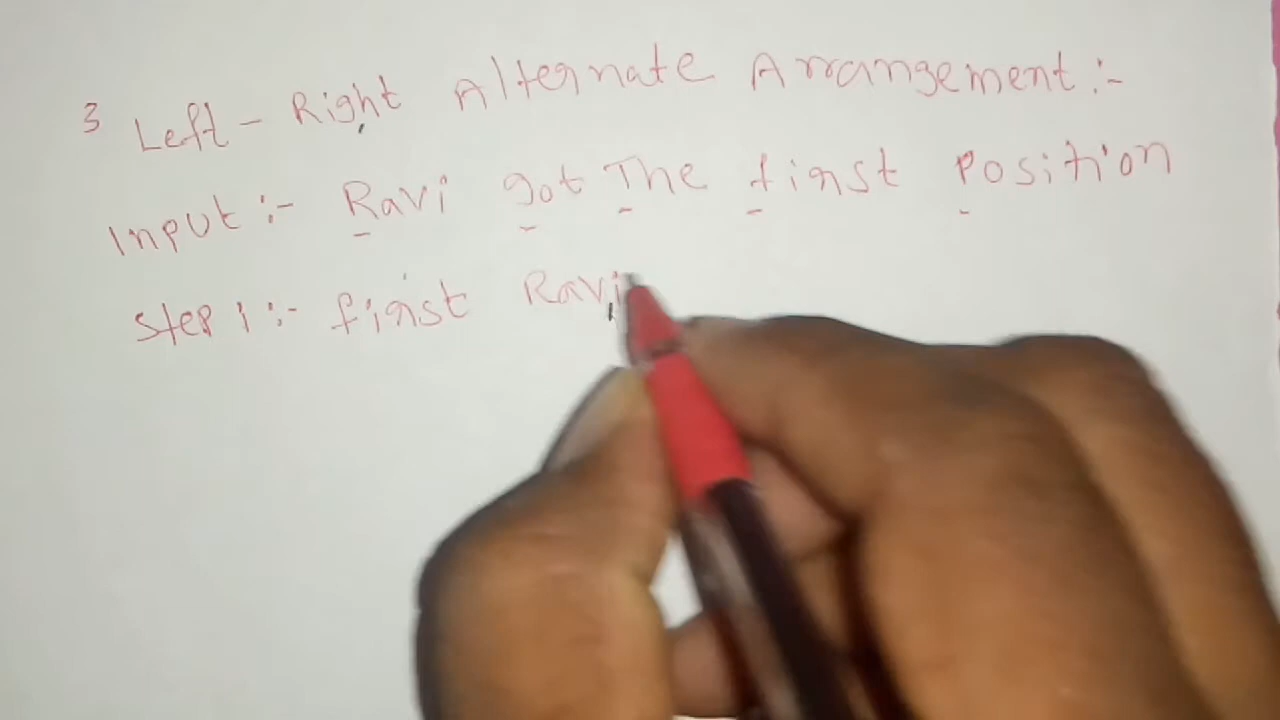 3 Left - Right Alternate Arrangement :-
Input :- Ravi got The first Position
Step 1 :- first Ravi